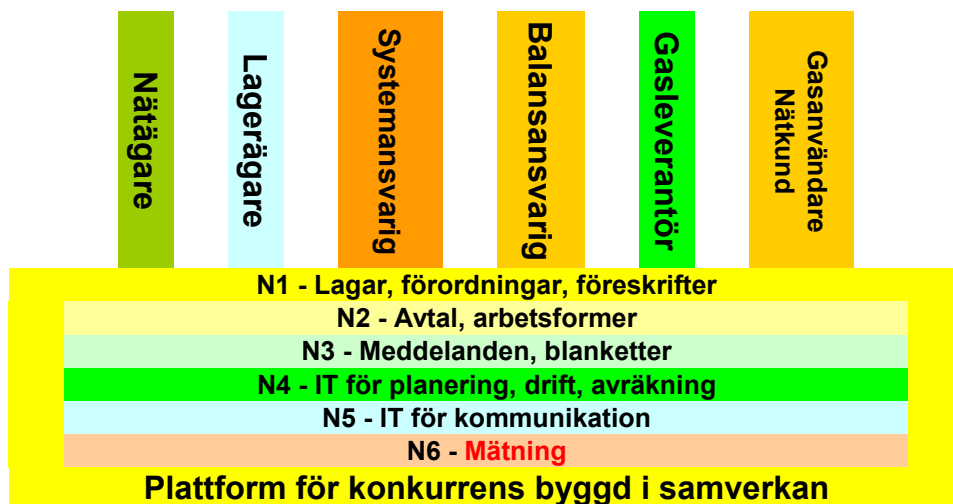 Nätägare
Lagerägare
Systemansvarig
Balansansvarig
Gasleverantör
Gasanvändare
Nätkund
N1 - Lagar, förordningar, föreskrifter
N2 - Avtal, arbetsformer
N3 - Meddelanden, blanketter
N4 - IT för planering, drift, avräkning
N5 - IT för kommunikation
N6 - Mätning
Plattform för konkurrens byggd i samverkan